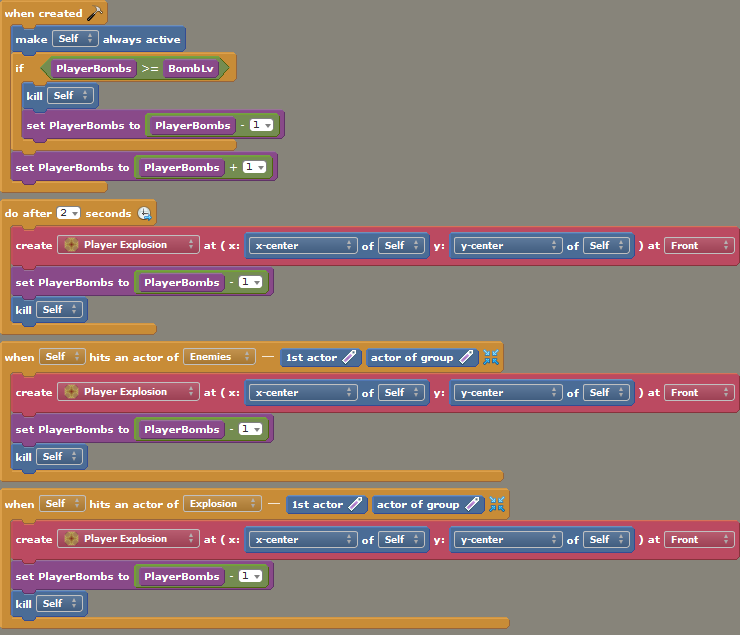 when created
make Self always active
if PlayerBombs >= BombLv
kill Self
set PlayerBombs to PlayerBombs - 1
set PlayerBombs to PlayerBombs + 1
do after 2 seconds
create Player Explosion at ( x: x-center of Self y: y-center of Self ) at Front
set PlayerBombs to PlayerBombs - 1
kill Self
when Self hits an actor of Enemies — 1st actor actor of group
create Player Explosion at ( x: x-center of Self y: y-center of Self ) at Front
set PlayerBombs to PlayerBombs - 1
kill Self
when Self hits an actor of Explosion — 1st actor actor of group
create Player Explosion at ( x: x-center of Self y: y-center of Self ) at Front
set PlayerBombs to PlayerBombs - 1
kill Self